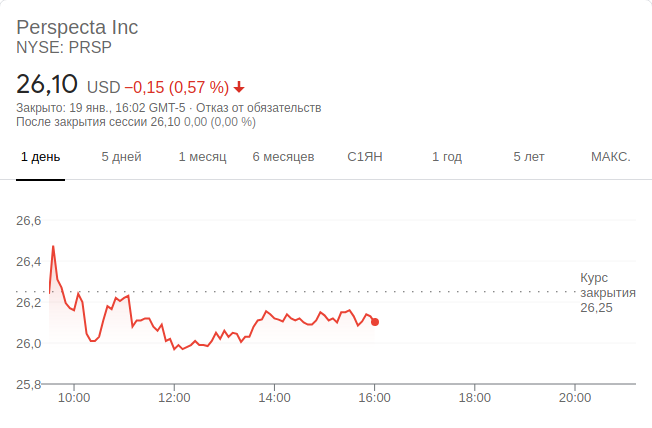 Perspecta Inc
NYSE: PRSP
26,10 USD −0,15 (0,57 %)
Закрыто: 19 янв., 16:02 GMT-5 · Отказ от обязательств
После закрытия сессии 26,10 0,00 (0,00 %)
1 день 5 дней 1 месяц 6 месяцев С1ЯН 1 год 5 лет МАКС.
26,6
26,4
26,2
26,0
25,8
Курс
закрытия
26,25
10:00 12:00 14:00 16:00 18:00 20:00